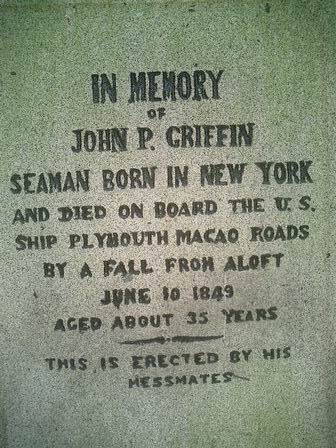 IN MEMORY
OF
JOHN P. GRIFFIN
SEAMAN BORN IN NEW YORK
AND DIED ON BOARD THE U.S.
SHIP PLYMOUTH MACAO ROADS
BY A FALL FROM ALOFT
JUNE 10 1849
AGED ABOUT 35 YEARS
THIS IS ERECTED BY HIS
MESSMATES